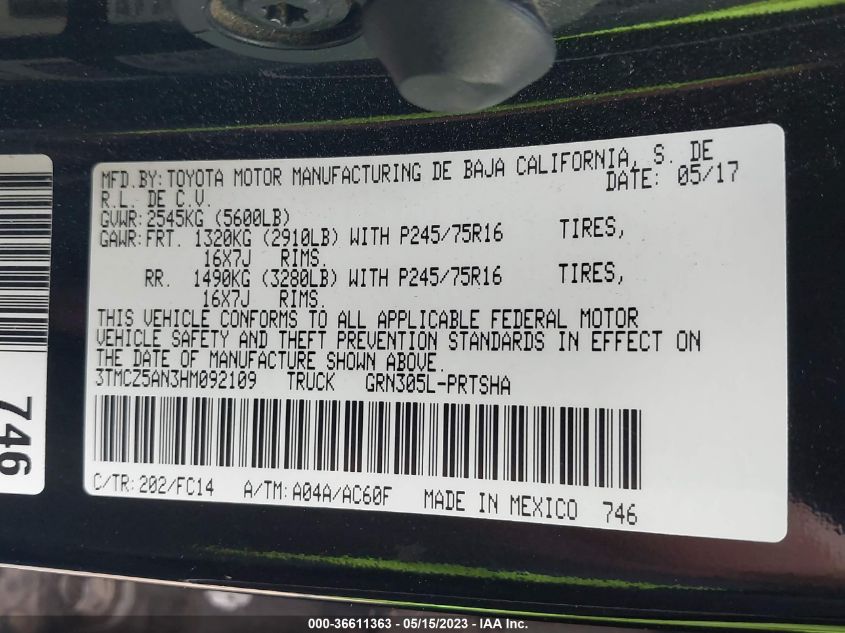 MFD.BY:TOYOTA MOTOR MANUFACTURING DE BAJA CALIFORNIA, S. DE
R.L. DE C.V. DATE: 05/17
GVWR:2545KG (5600LB)
GAWR:FRT. 1320KG (2910LB) WITH P245/75R16 TIRES,
16X7J RIMS.
RR. 1490KG (3280LB) WITH P245/75R16 TIRES,
16X7J RIMS.
THIS VEHICLE CONFORMS TO ALL APPLICABLE FEDERAL MOTOR
VEHICLE SAFETY AND THEFT PREVENTION STANDARDS IN EFFECT ON
THE DATE OF MANUFACTURE SHOWN ABOVE.
3TMCZ5AN3HM092109 TRUCK GRN305L-PRTSHA
C/TR:202/FC14 A/TM:A04A/AC60F MADE IN MEXICO 746
746
000-36611363 - 05/15/2023 - IAA Inc.